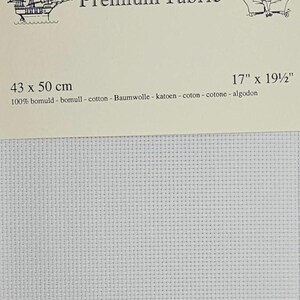 Premium Fabric
43 x 50 cm
17" x 19½"
100% bomuld - bomull - cotton - Baumwolle - katoen - coton - cotone - algodon